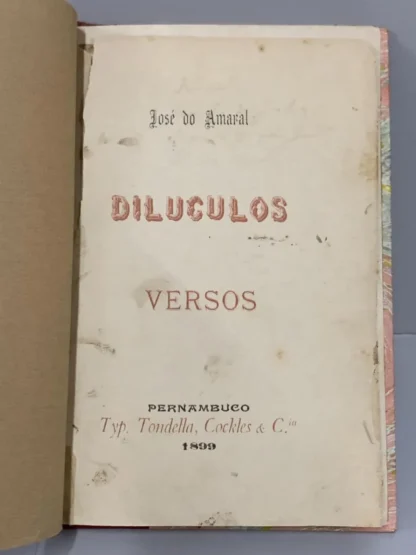 José do Amaral
DILUCULOS
VERSOS
PERNAMBUCO
Typ. Tondella, Cockles & C.ia
1899